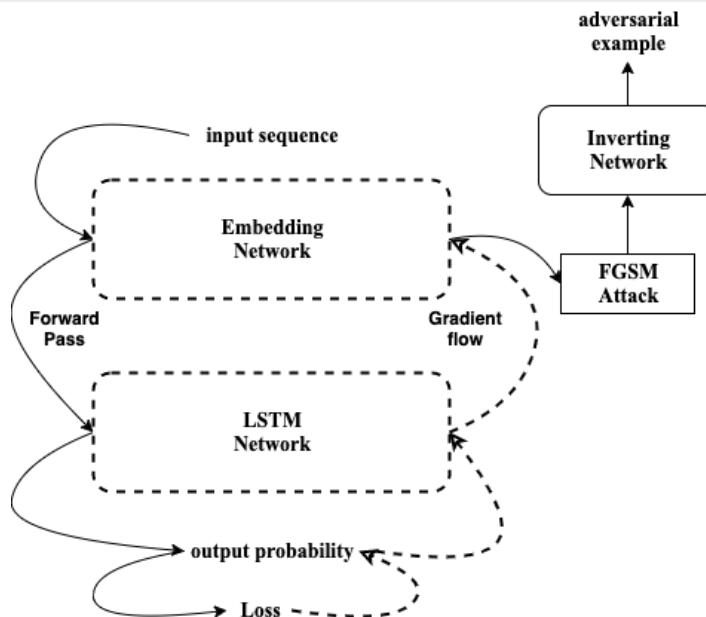 adversarial
example
input sequence
Inverting
Network
Embedding
Network
FGSM
Attack
Forward
Pass
Gradient
flow
LSTM
Network
output probability
Loss